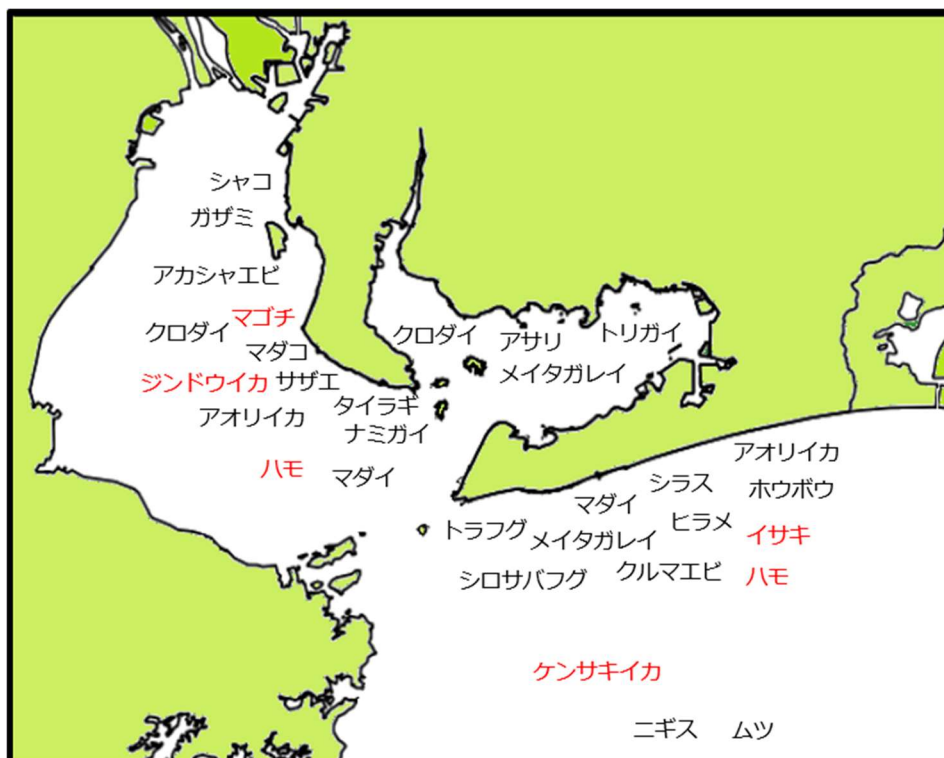 シャコ
ガザミ
アカシャエビ
マゴチ
クロダイ
マダコ
ジンドウイカ
サザエ
タイラギ
アオリイカ
ナミガイ
ハモ
マダイ
クロダイ
アサリ
トリガイ
メイタガレイ
アオリイカ
シラス
ホウボウ
マダイ
ヒラメ
トラフグ
メイタガレイ
イサキ
シロサバフグ
クルマエビ
ハモ
ケンサキイカ
ニギス
ムツ